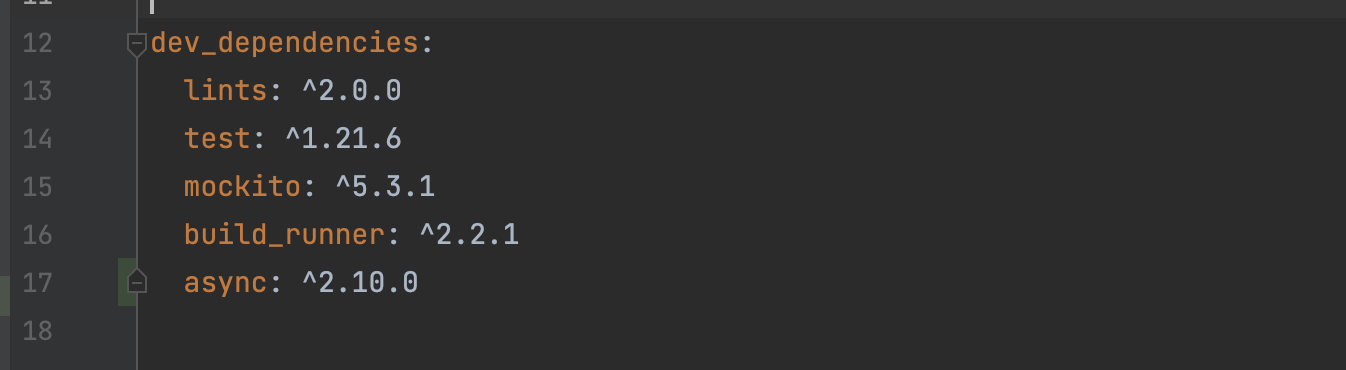 11
12 dev_dependencies:
13 lints: ^2.0.0
14 test: ^1.21.6
15 mockito: ^5.3.1
16 build_runner: ^2.2.1
17 async: ^2.10.0
18